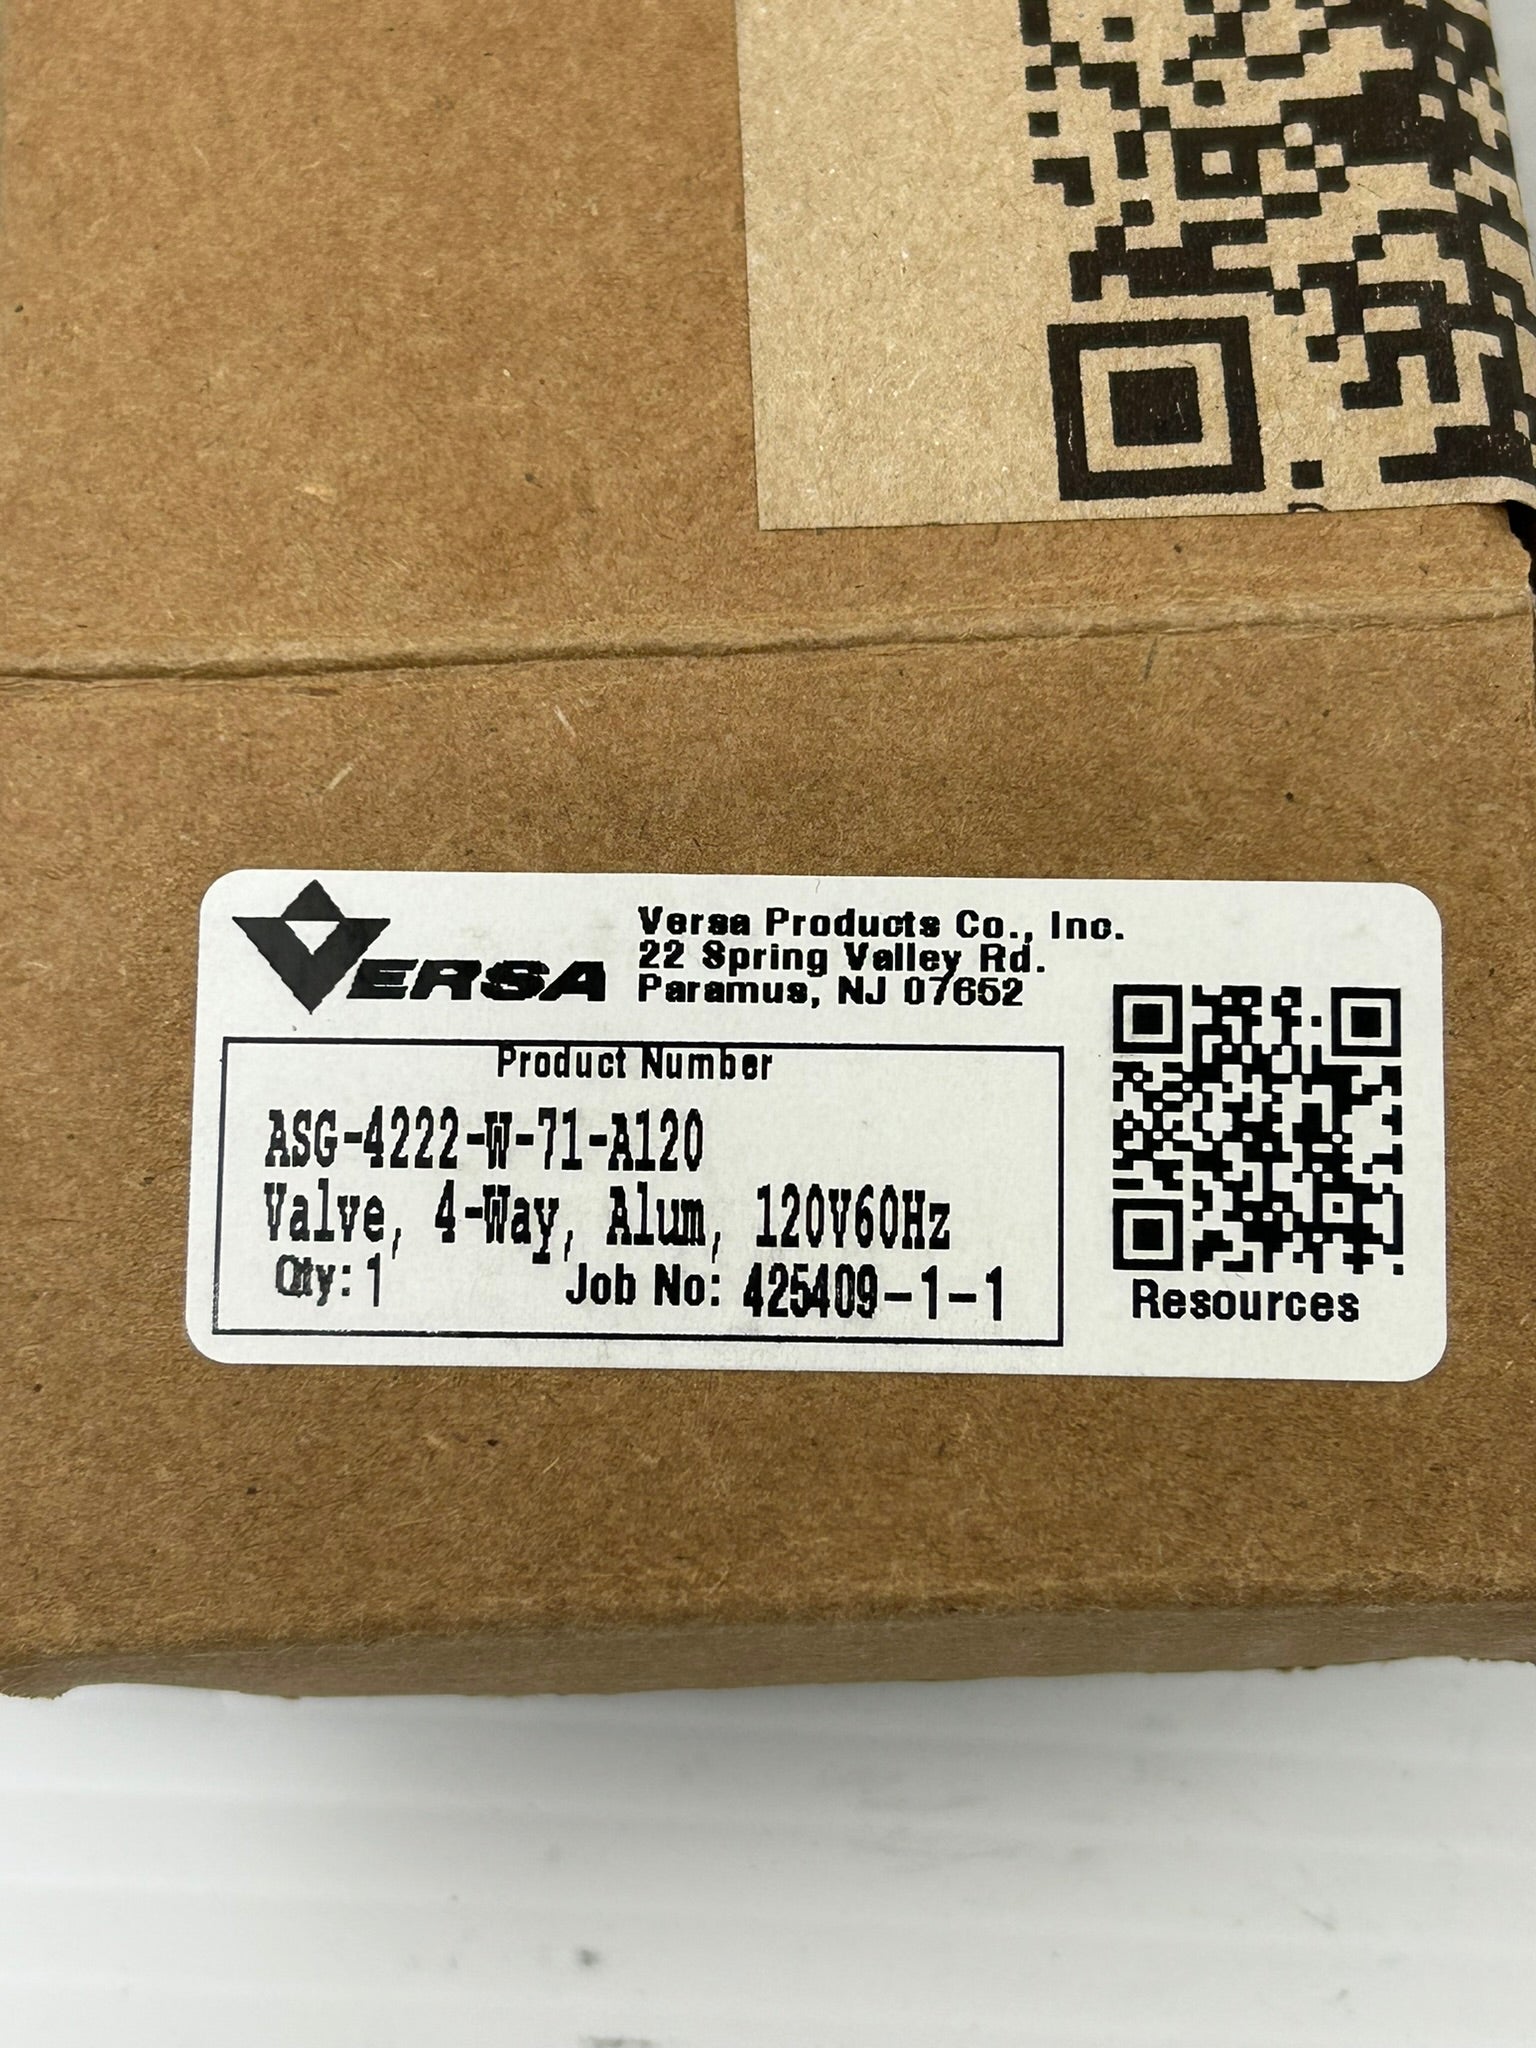 VERSA
Versa Products Co., Inc.
22 Spring Valley Rd.
Paramus, NJ 07652
Product Number
ASG-4222-W-71-A120
Valve, 4-Way, Alum, 120V60Hz
Qty: 1 Job No: 425409-1-1
Resources